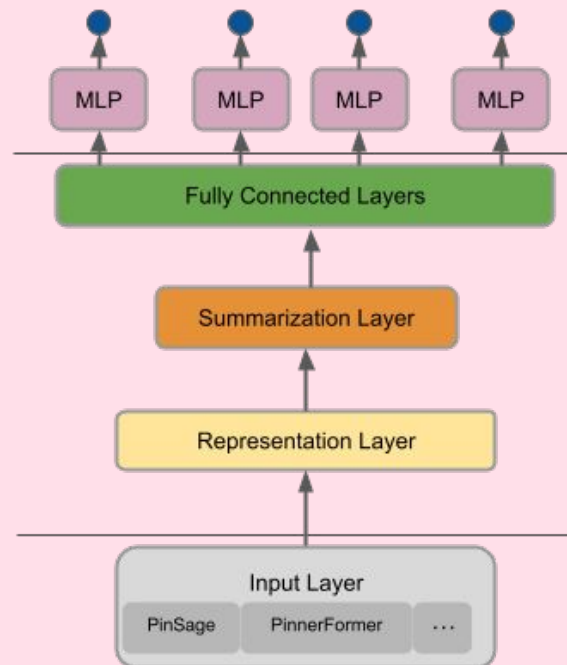 MLP MLP MLP MLP
Fully Connected Layers
Summarization Layer
Representation Layer
Input Layer
PinSage PinnerFormer ...